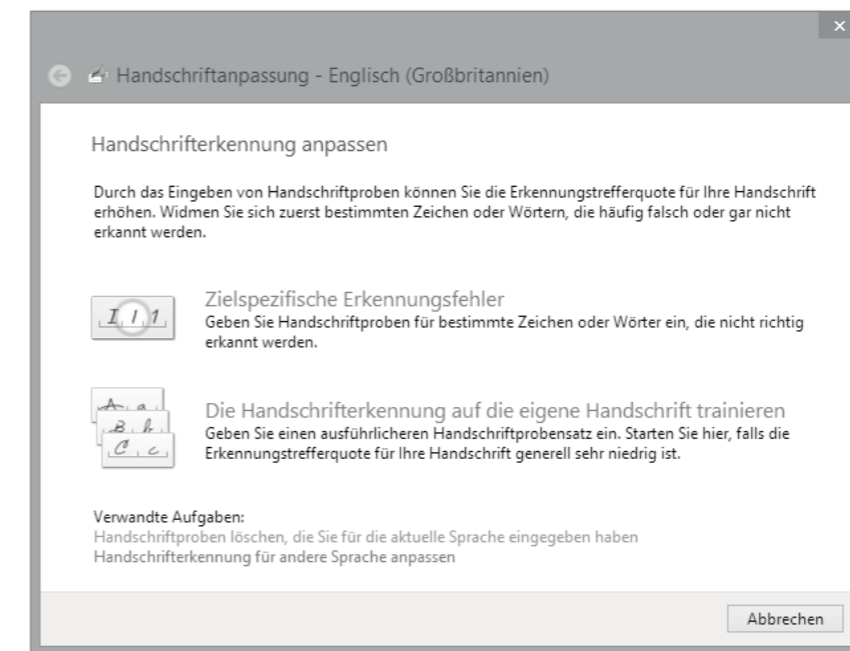 Handschriftanpassung - Englisch (Großbritannien)
Handschrifterkennung anpassen
Durch das Eingeben von Handschriftproben können Sie die Erkennungstrefferquote für Ihre Handschrift
erhöhen. Widmen Sie sich zuerst bestimmten Zeichen oder Wörtern, die häufig falsch oder gar nicht
erkannt werden.
I l 1
Zielspezifische Erkennungsfehler
Geben Sie Handschriftproben für bestimmte Zeichen oder Wörter ein, die nicht richtig
erkannt werden.
A a
B b
C c
Die Handschrifterkennung auf die eigene Handschrift trainieren
Geben Sie einen ausführlicheren Handschriftprobensatz ein. Starten Sie hier, falls die
Erkennungstrefferquote für Ihre Handschrift generell sehr niedrig ist.
Verwandte Aufgaben:
Handschriftproben löschen, die Sie für die aktuelle Sprache eingegeben haben
Handschrifterkennung für andere Sprache anpassen
Abbrechen